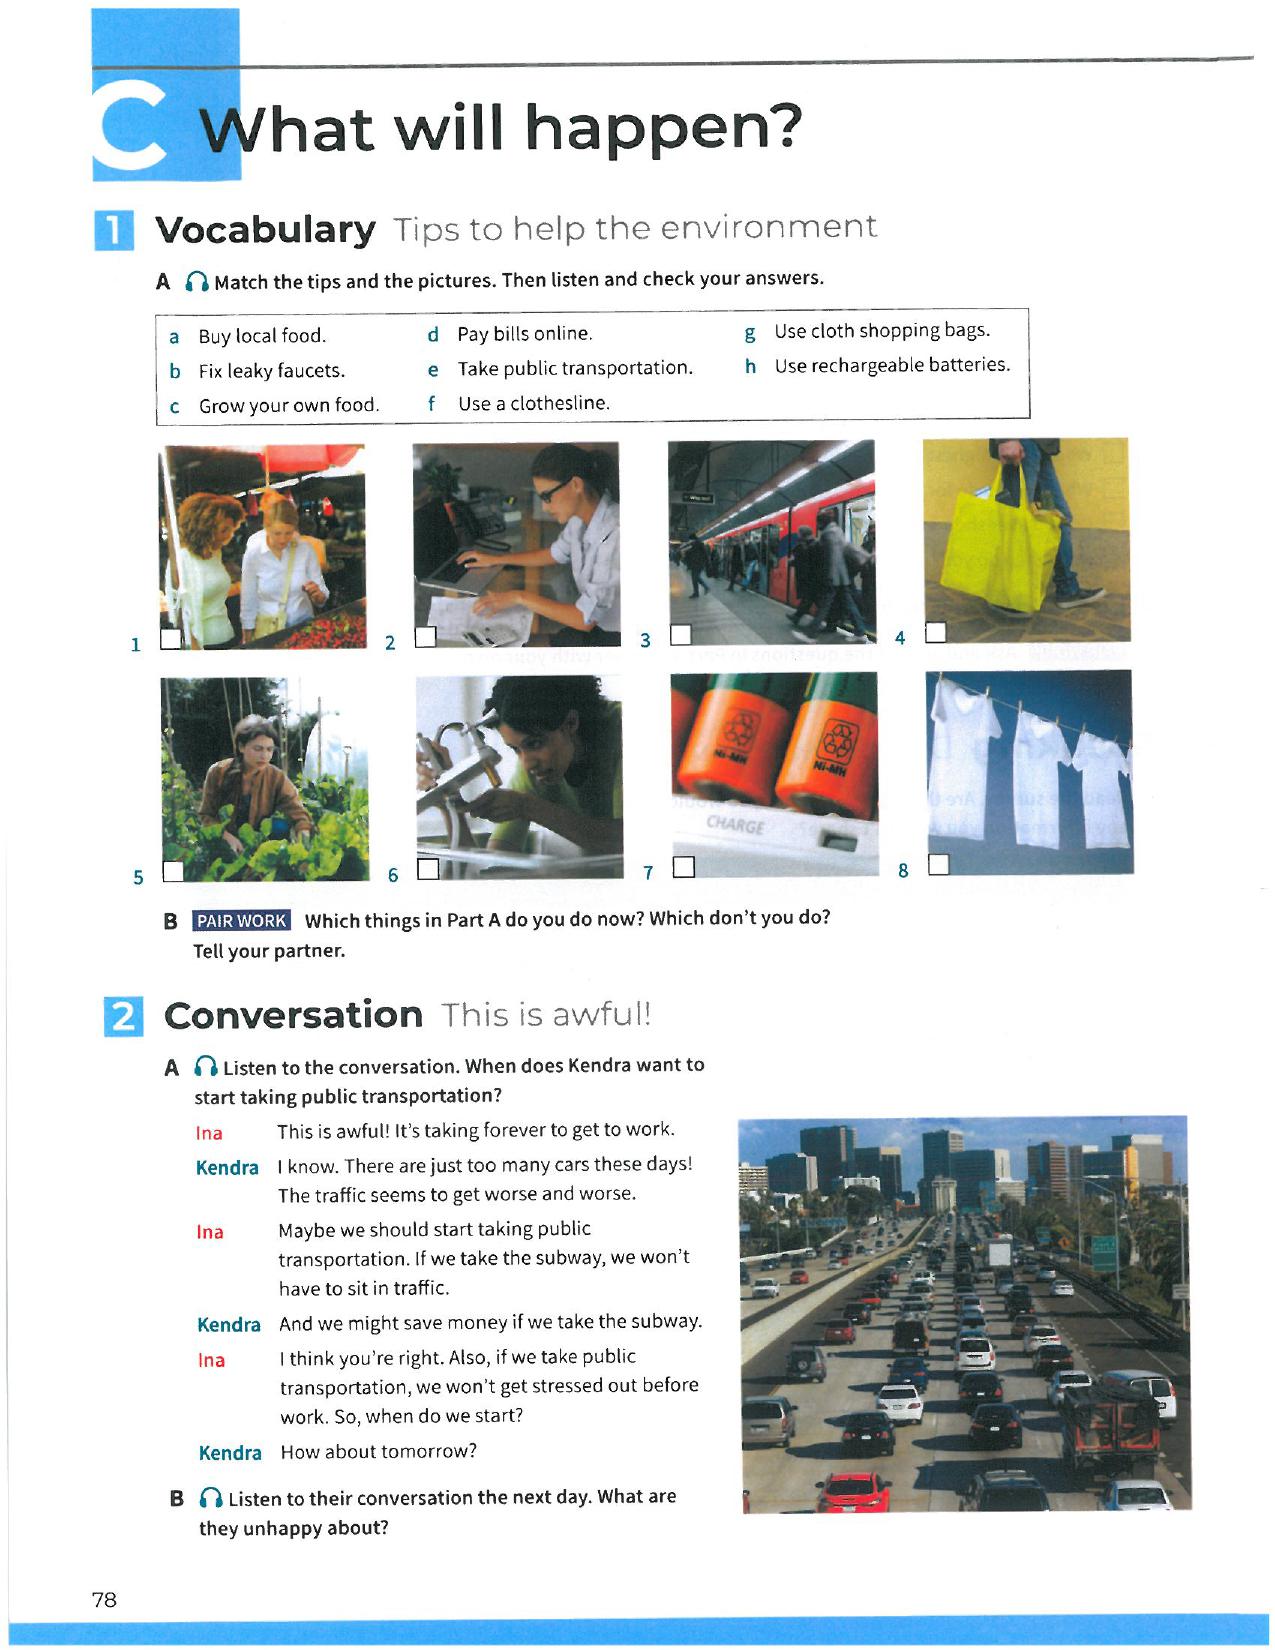 C What will happen?
1 Vocabulary Tips to help the environment
A Match the tips and the pictures. Then listen and check your answers.
a Buy local food.
b Fix leaky faucets.
c Grow your own food.
d Pay bills online.
e Take public transportation.
f Use a clothesline.
g Use cloth shopping bags.
h Use rechargeable batteries.
1
2
3
4
5
6
Ni-MH
Ni-MH
CHARGE
7
8
B PAIR WORK Which things in Part A do you do now? Which don't you do?
Tell your partner.
2 Conversation This is awful!
A Listen to the conversation. When does Kendra want to
start taking public transportation?
Ina This is awful! It's taking forever to get to work.
Kendra I know. There are just too many cars these days!
The traffic seems to get worse and worse.
Ina Maybe we should start taking public
transportation. If we take the subway, we won't
have to sit in traffic.
Kendra And we might save money if we take the subway.
Ina I think you're right. Also, if we take public
transportation, we won't get stressed out before
work. So, when do we start?
Kendra How about tomorrow?
B Listen to their conversation the next day. What are
they unhappy about?
78